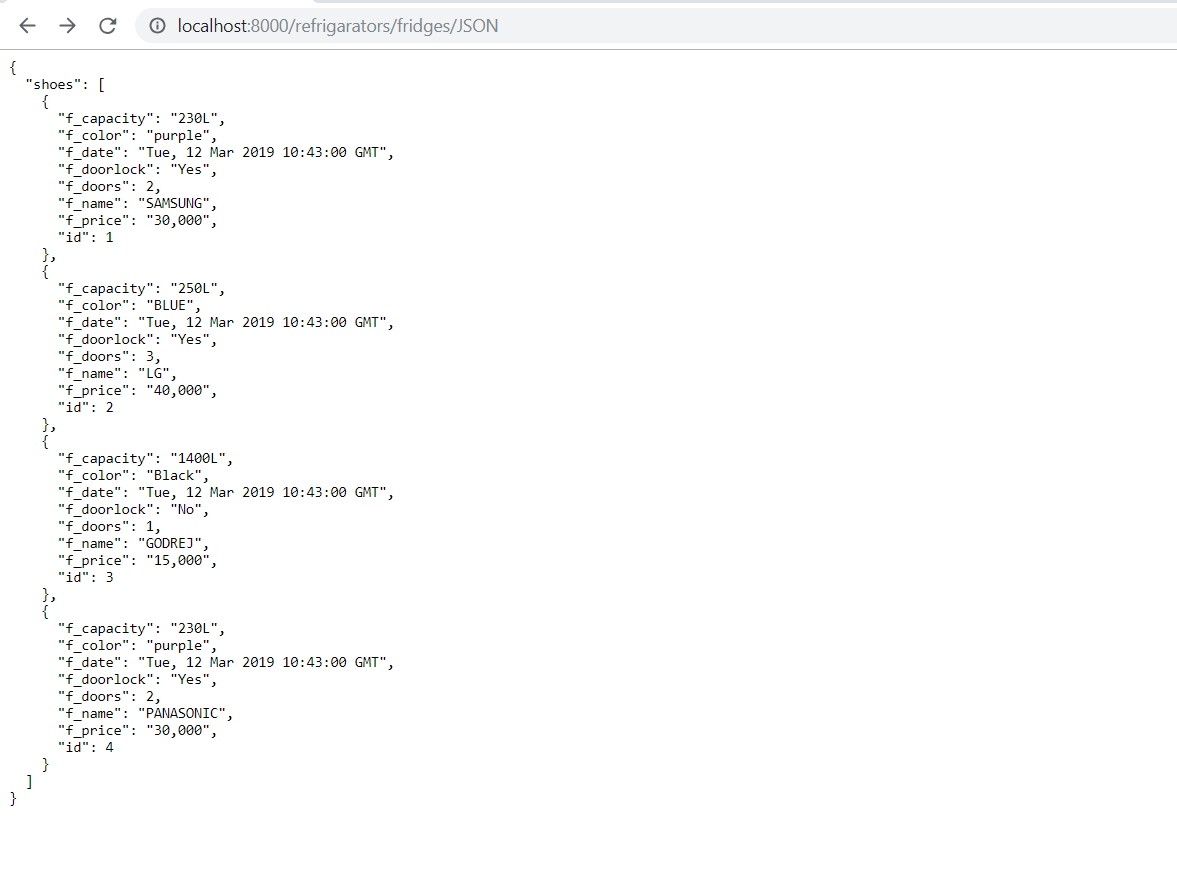 localhost:8000/refrigarators/fridges/JSON
{
  "shoes": [
    {
      "f_capacity": "230L",
      "f_color": "purple",
      "f_date": "Tue, 12 Mar 2019 10:43:00 GMT",
      "f_doorlock": "Yes",
      "f_doors": 2,
      "f_name": "SAMSUNG",
      "f_price": "30,000",
      "id": 1
    },
    {
      "f_capacity": "250L",
      "f_color": "BLUE",
      "f_date": "Tue, 12 Mar 2019 10:43:00 GMT",
      "f_doorlock": "Yes",
      "f_doors": 3,
      "f_name": "LG",
      "f_price": "40,000",
      "id": 2
    },
    {
      "f_capacity": "1400L",
      "f_color": "Black",
      "f_date": "Tue, 12 Mar 2019 10:43:00 GMT",
      "f_doorlock": "No",
      "f_doors": 1,
      "f_name": "GODREJ",
      "f_price": "15,000",
      "id": 3
    },
    {
      "f_capacity": "230L",
      "f_color": "purple",
      "f_date": "Tue, 12 Mar 2019 10:43:00 GMT",
      "f_doorlock": "Yes",
      "f_doors": 2,
      "f_name": "PANASONIC",
      "f_price": "30,000",
      "id": 4
    }
  ]
}